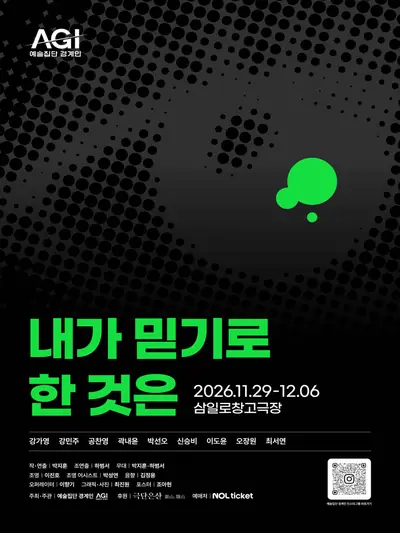 AGI
예술집단 경계인
내가 믿기로
한 것은
2026.11.29-12.06
삼일로창고극장
강가영 강민주 공찬영 곽내윤 박선오 신승비 이도윤 오장원 최서연
작·연출 | 박지훈 조연출 | 하범서 무대 | 박지훈·하범서
조명 | 이진호 조명 어시스트 | 박성연 음향 | 김정용
오퍼레이터 | 이향기 그래픽·사진 | 최진원 포스터 | 조아현
주최·주관 | 예술집단 경계인 AGI 후원 | 극단은산 예매처 | NOL ticket